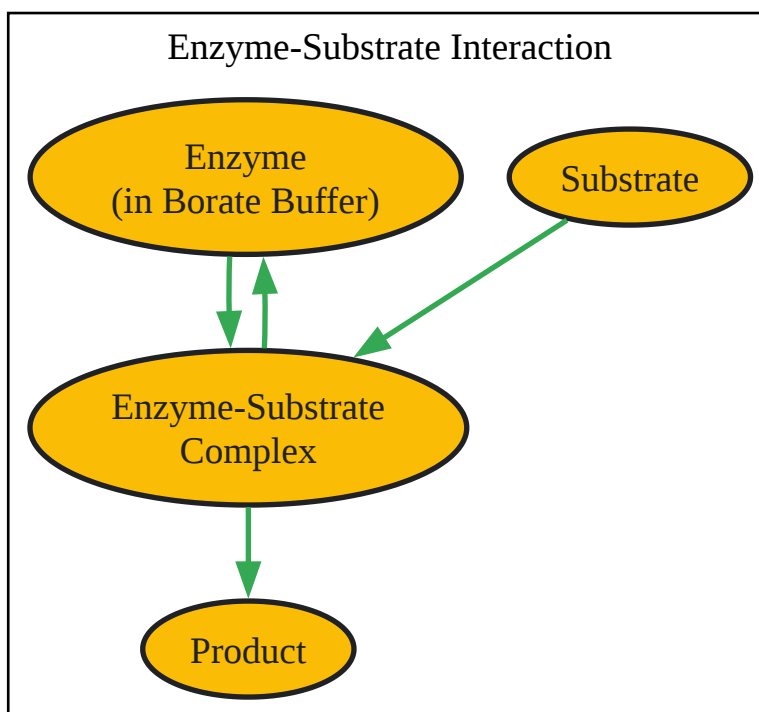 Enzyme-Substrate Interaction
Enzyme
(in Borate Buffer)
Substrate
Enzyme-Substrate
Complex
Product